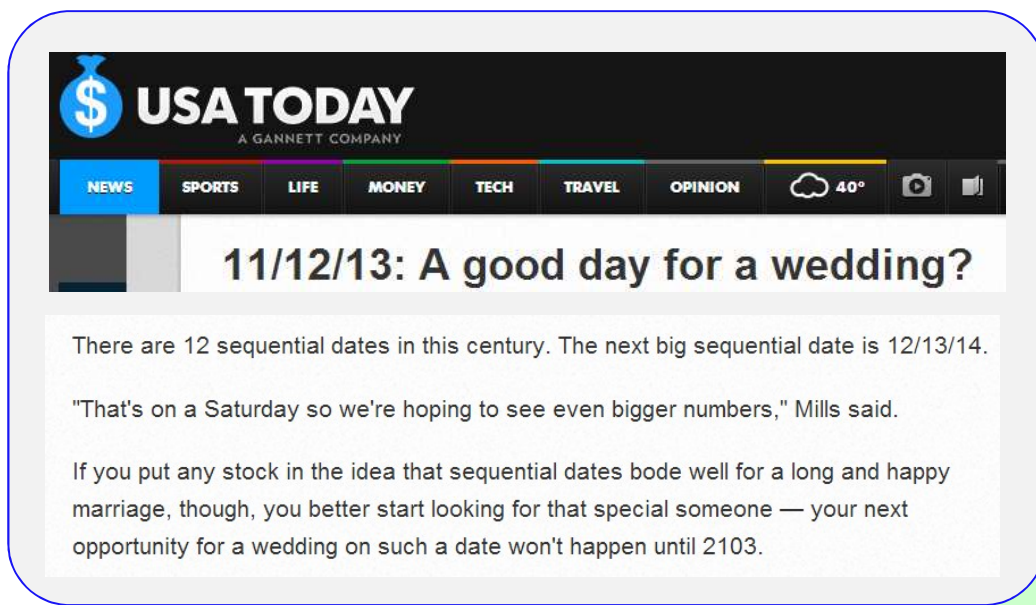 $ USA TODAY
A GANNETT COMPANY
NEWS SPORTS LIFE MONEY TECH TRAVEL OPINION 40°
11/12/13: A good day for a wedding?
There are 12 sequential dates in this century. The next big sequential date is 12/13/14.
"That's on a Saturday so we're hoping to see even bigger numbers," Mills said.
If you put any stock in the idea that sequential dates bode well for a long and happy
marriage, though, you better start looking for that special someone — your next
opportunity for a wedding on such a date won't happen until 2103.